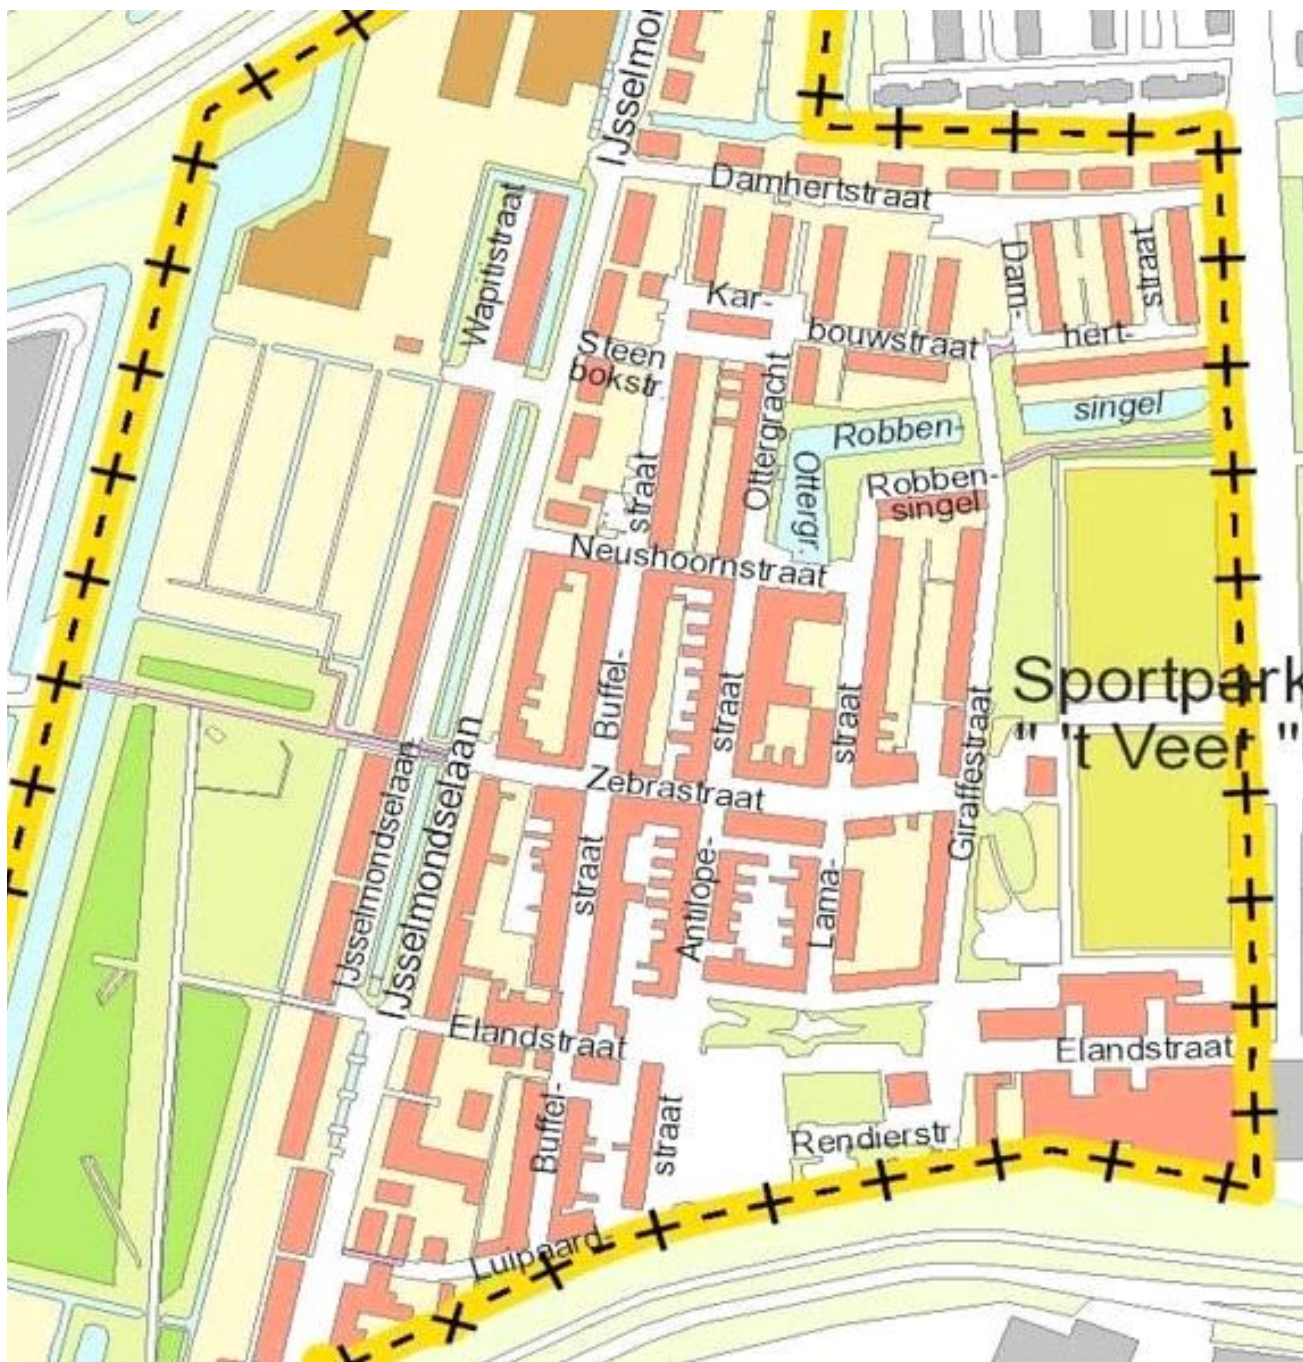 IJsselmo
Damhertstraat
Wapitistraat
Dam-
straat
Kar-
hert-
bouwstraat
Steen
bokstr
Ottergracht
singel
Robben-
Ottergr.
Robben-
singel
straat
Neushoornstraat
Buffel-
straat
straat
Giraffestraat
Sportpark
" 't Veer "
Zebrastraat
IJsselmondselaan
IJsselmondselaan
straat
Antilope-
Lama-
Elandstraat
Elandstraat
Buffel-
straat
Rendierstr.
Luipaard-